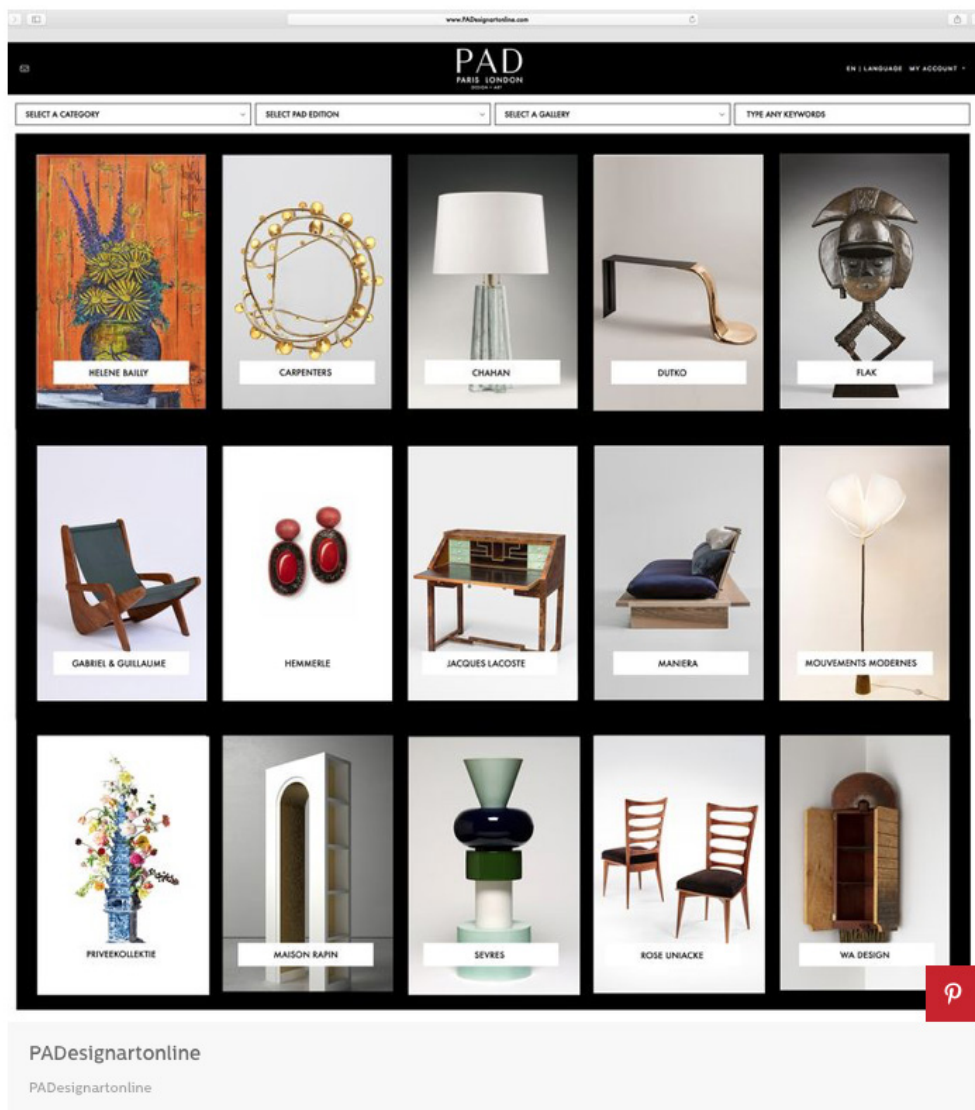 www.PADesignartonline.com
PAD
PARIS LONDON
DESIGN + ART
EN | LANGUAGE MY ACCOUNT
SELECT A CATEGORY
SELECT PAD EDITION
SELECT A GALLERY
TYPE ANY KEYWORDS
HELENE BAILLY
CARPENTERS
CHAHAN
DUTKO
FLAK
GABRIEL & GUILLAUME
HEMMERLE
JACQUES LACOSTE
MANIERA
MOUVEMENTS MODERNES
PRIVEEKOLLEKTIE
MAISON RAPIN
SEVRES
ROSE UNIACKE
WA DESIGN
PADesignartonline
PADesignartonline